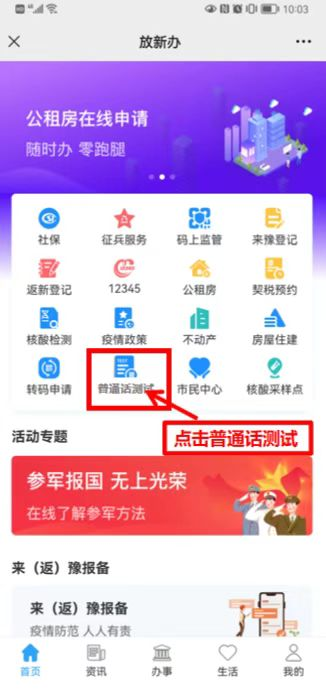 10:03
放新办
公租房在线申请
随时办 零跑腿
社保
征兵服务
码上监管
来豫登记
返新登记
12345
公租房
契税预约
核酸检测
疫情政策
不动产
房屋住建
转码申请
普通话测试
市民中心
核酸采样点
点击普通话测试
活动专题
参军报国 无上光荣
在线了解参军方法
来（返）豫报备
来（返）豫报备
疫情防范 人人有责
首页
资讯
办事
生活
我的